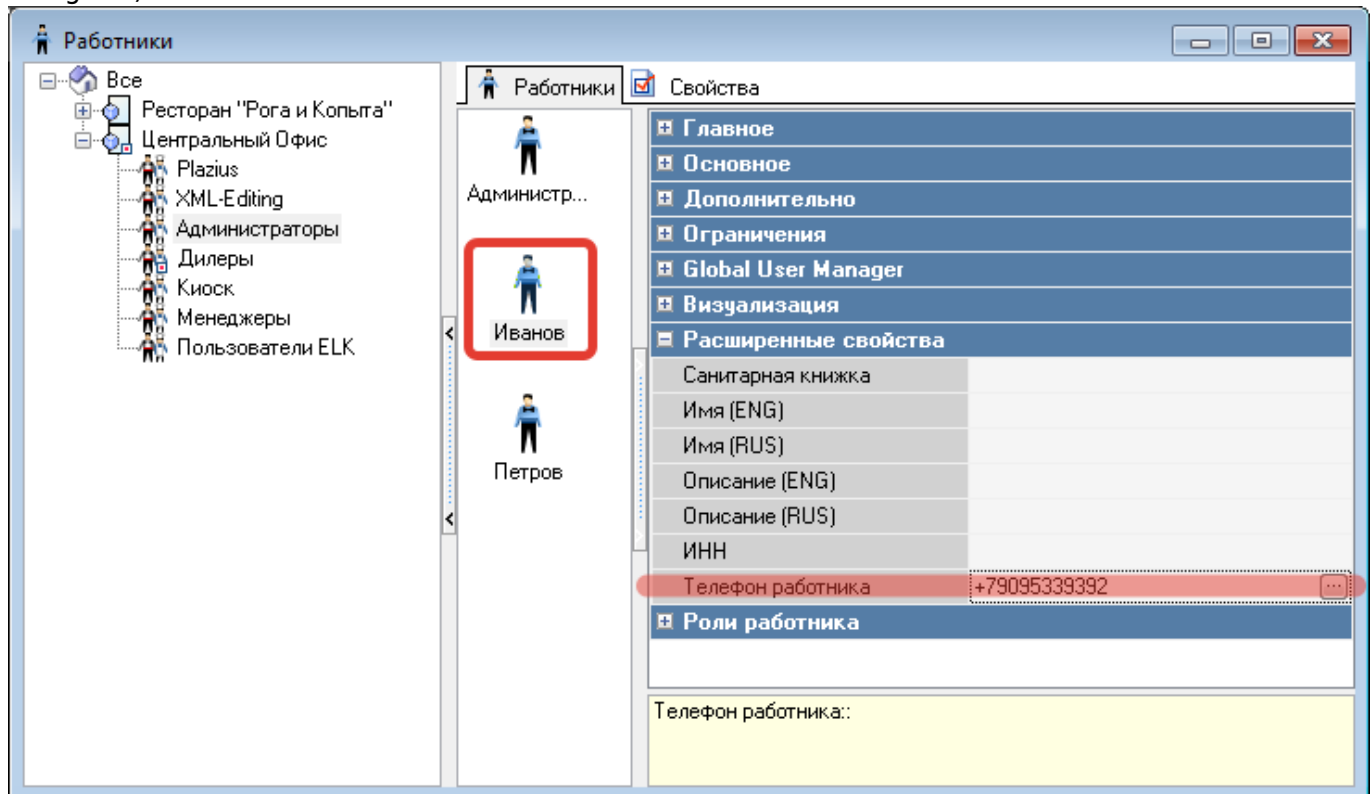 Работники
Все
Ресторан "Рога и Копыта"
Центральный Офис
Plazius
XML-Editing
Администраторы
Дилеры
Киоск
Менеджеры
Пользователи ELK
Работники
Свойства
Администр...
Иванов
Петров
Главное
Основное
Дополнительно
Ограничения
Global User Manager
Визуализация
Расширенные свойства
Санитарная книжка
Имя (ENG)
Имя (RUS)
Описание (ENG)
Описание (RUS)
ИНН
Телефон работника +79095339392 ...
Роли работника
Телефон работника::